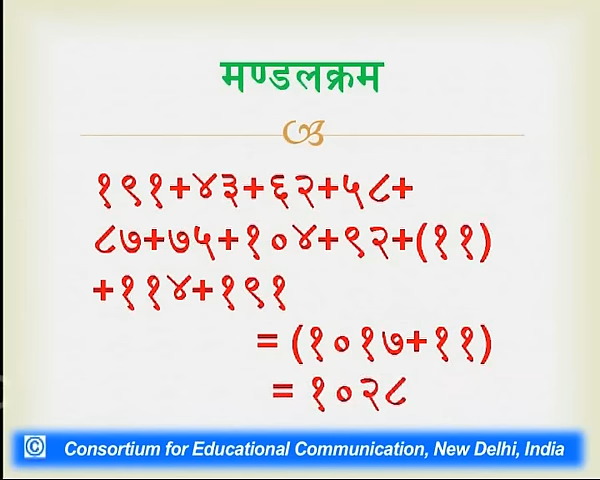 मण्डलक्रम
१९१+४३+६२+५८+
८७+७५+१०४+९२+(११)
+११४+१९१
= (१०१७+११)
= १०२८
© Consortium for Educational Communication, New Delhi, India